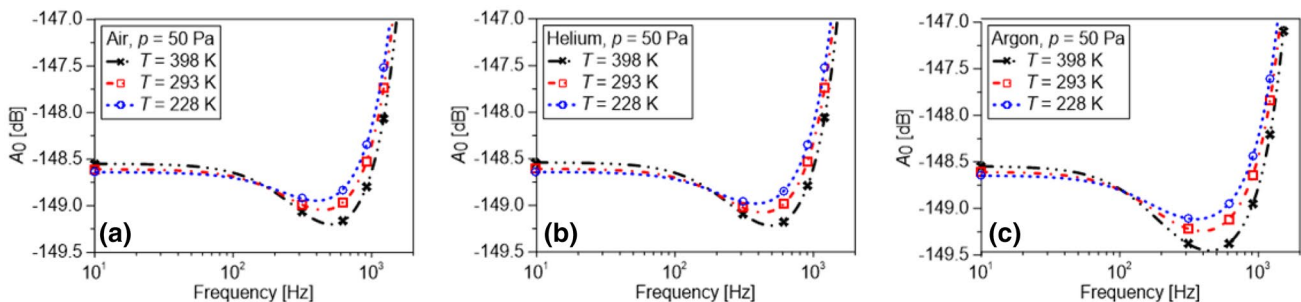 -147.0
-147.5
-148.0
-148.5
-149.0
-149.5
A0 [dB]
Air, p = 50 Pa
T = 398 K
T = 293 K
T = 228 K
(a)
10¹ 10² 10³
Frequency [Hz]
-147.0
-147.5
-148.0
-148.5
-149.0
-149.5
A0 [dB]
Helium, p = 50 Pa
T = 398 K
T = 293 K
T = 228 K
(b)
10¹ 10² 10³
Frequency [Hz]
-147.0
-147.5
-148.0
-148.5
-149.0
-149.5
A0 [dB]
Argon, p = 50 Pa
T = 398 K
T = 293 K
T = 228 K
(c)
10¹ 10² 10³
Frequency [Hz]